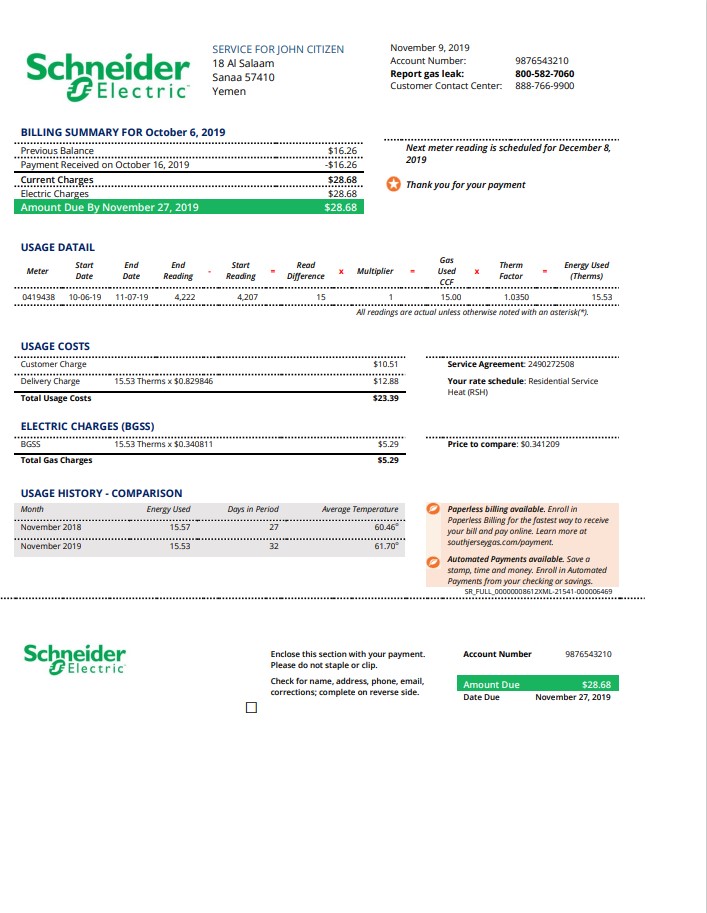 Schneider
Electric
SERVICE FOR JOHN CITIZEN
18 Al Salaam
Sanaa 57410
Yemen
November 9, 2019
Account Number: 9876543210
Report gas leak: 800-582-7060
Customer Contact Center: 888-766-9900
BILLING SUMMARY FOR October 6, 2019
Previous Balance $16.26
Payment Received on October 16, 2019 -$16.26
Current Charges $28.68
Electric Charges $28.68
Amount Due By November 27, 2019 $28.68
Next meter reading is scheduled for December 8,
2019
Thank you for your payment
USAGE DATAIL
Meter Start Date End Date End Reading - Start Reading = Read Difference x Multiplier = Gas Used CCF x Therm Factor = Energy Used (Therms)
0419438 10-06-19 11-07-19 4,222 4,207 15 1 15.00 1.0350 15.53
All readings are actual unless otherwise noted with an asterisk(*).
USAGE COSTS
Customer Charge $10.51
Delivery Charge 15.53 Therms x $0.829846 $12.88
Total Usage Costs $23.39
Service Agreement: 2490272508
Your rate schedule: Residential Service
Heat (RSH)
ELECTRIC CHARGES (BGSS)
BGSS 15.53 Therms x $0.340811 $5.29
Total Gas Charges $5.29
Price to compare: $0.341209
USAGE HISTORY - COMPARISON
Month Energy Used Days in Period Average Temperature
November 2018 15.57 27 60.46°
November 2019 15.53 32 61.70°
Paperless billing available. Enroll in
Paperless Billing for the fastest way to receive
your bill and pay online. Learn more at
southjerseygas.com/payment.
Automated Payments available. Save a
stamp, time and money. Enroll in Automated
Payments from your checking or savings.
SR_FULL_00000008612XML-21541-000006469
Schneider
Electric
Enclose this section with your payment.
Please do not staple or clip.
Check for name, address, phone, email,
corrections; complete on reverse side.
Account Number 9876543210
Amount Due $28.68
Date Due November 27, 2019